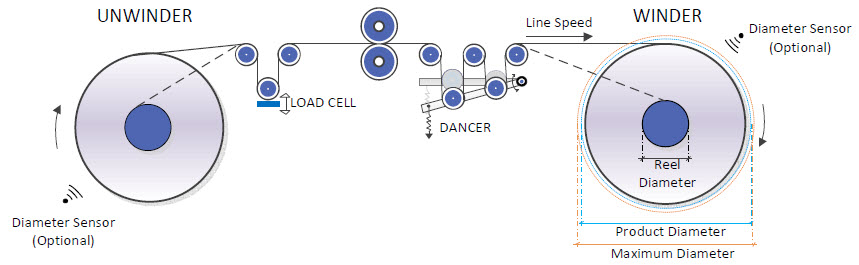 UNWINDER
WINDER
Line Speed
Diameter Sensor
(Optional)
LOAD CELL
DANCER
Reel
Diameter
Diameter Sensor
(Optional)
Product Diameter
Maximum Diameter